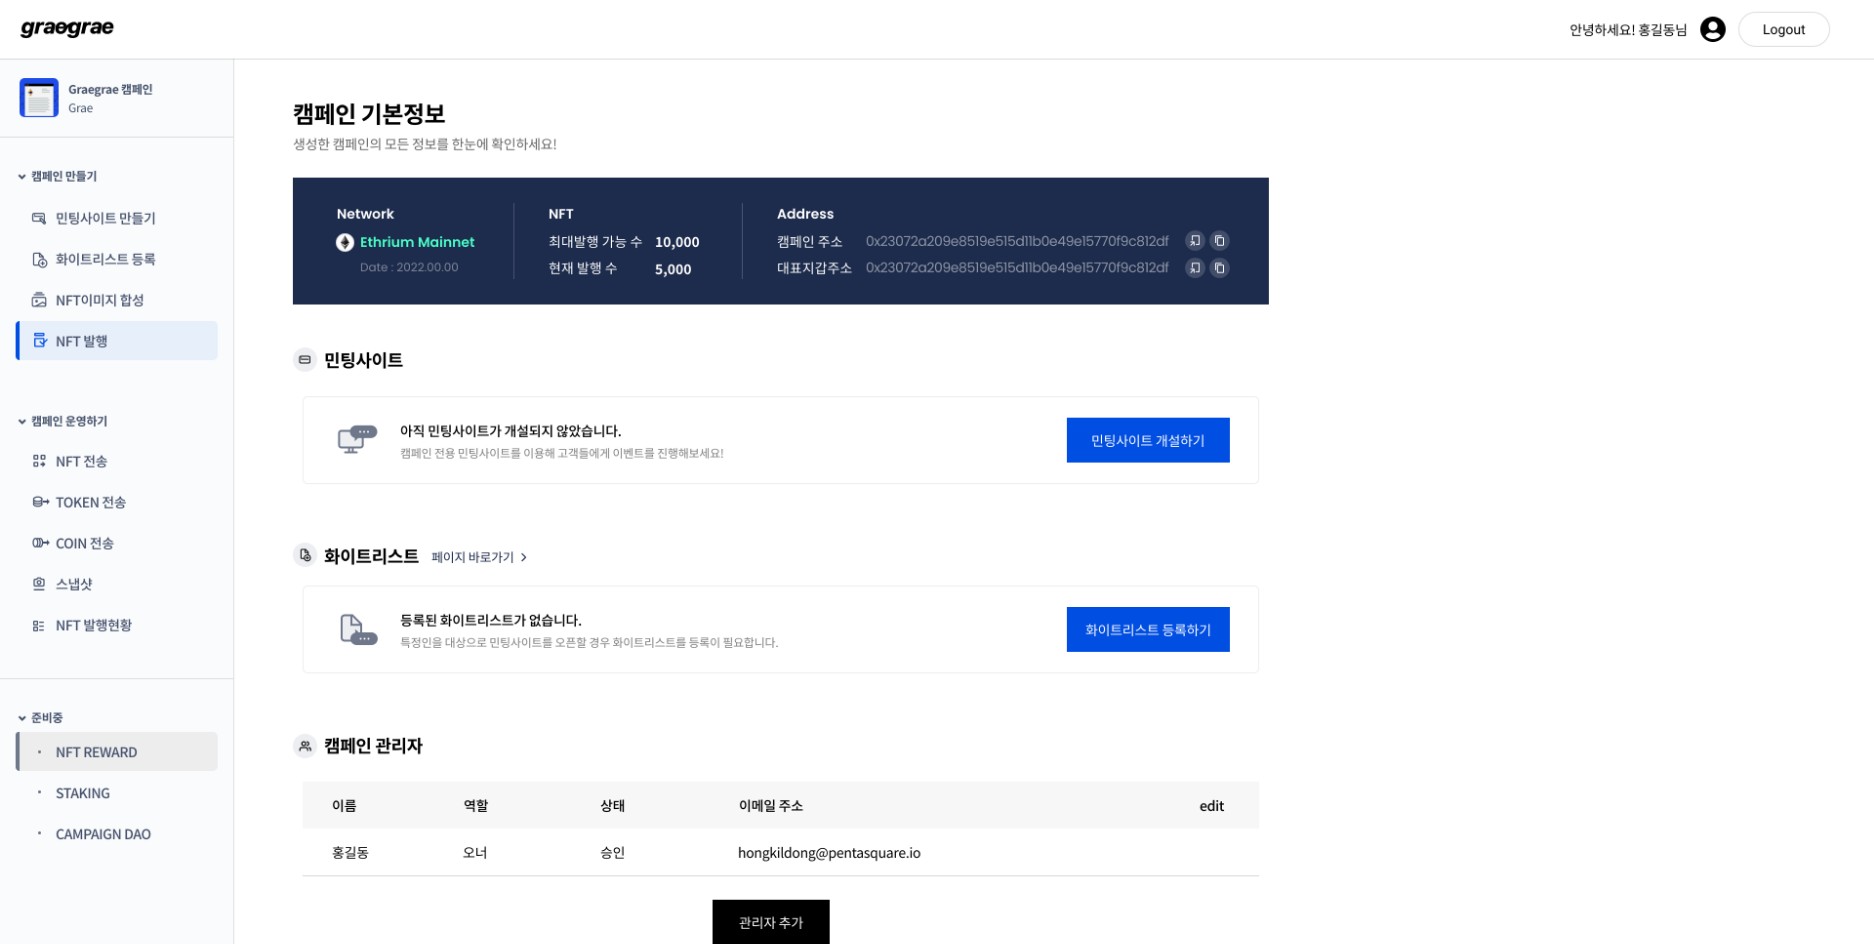 graegrae
안녕하세요! 홍길동님
Logout
Graegrae 캠페인
Grae
캠페인 만들기
민팅사이트 만들기
화이트리스트 등록
NFT이미지 합성
NFT 발행
캠페인 운영하기
NFT 전송
TOKEN 전송
COIN 전송
스냅샷
NFT 발행현황
준비중
NFT REWARD
STAKING
CAMPAIGN DAO
캠페인 기본정보
생성한 캠페인의 모든 정보를 한눈에 확인하세요!
Network
Ethrium Mainnet
Date : 2022.00.00
NFT
최대발행 가능 수 10,000
현재 발행 수 5,000
Address
캠페인 주소 0x23072a209e8519e515d11b0e49e15770f9c812df
대표지갑주소 0x23072a209e8519e515d11b0e49e15770f9c812df
민팅사이트
아직 민팅사이트가 개설되지 않았습니다.
캠페인 전용 민팅사이트를 이용해 고객들에게 이벤트를 진행해보세요!
민팅사이트 개설하기
화이트리스트 페이지 바로가기
등록된 화이트리스트가 없습니다.
특정인을 대상으로 민팅사이트를 오픈할 경우 화이트리스트를 등록이 필요합니다.
화이트리스트 등록하기
캠페인 관리자
이름 역할 상태 이메일 주소 edit
홍길동 오너 승인 hongkildong@pentasquare.io
관리자 추가